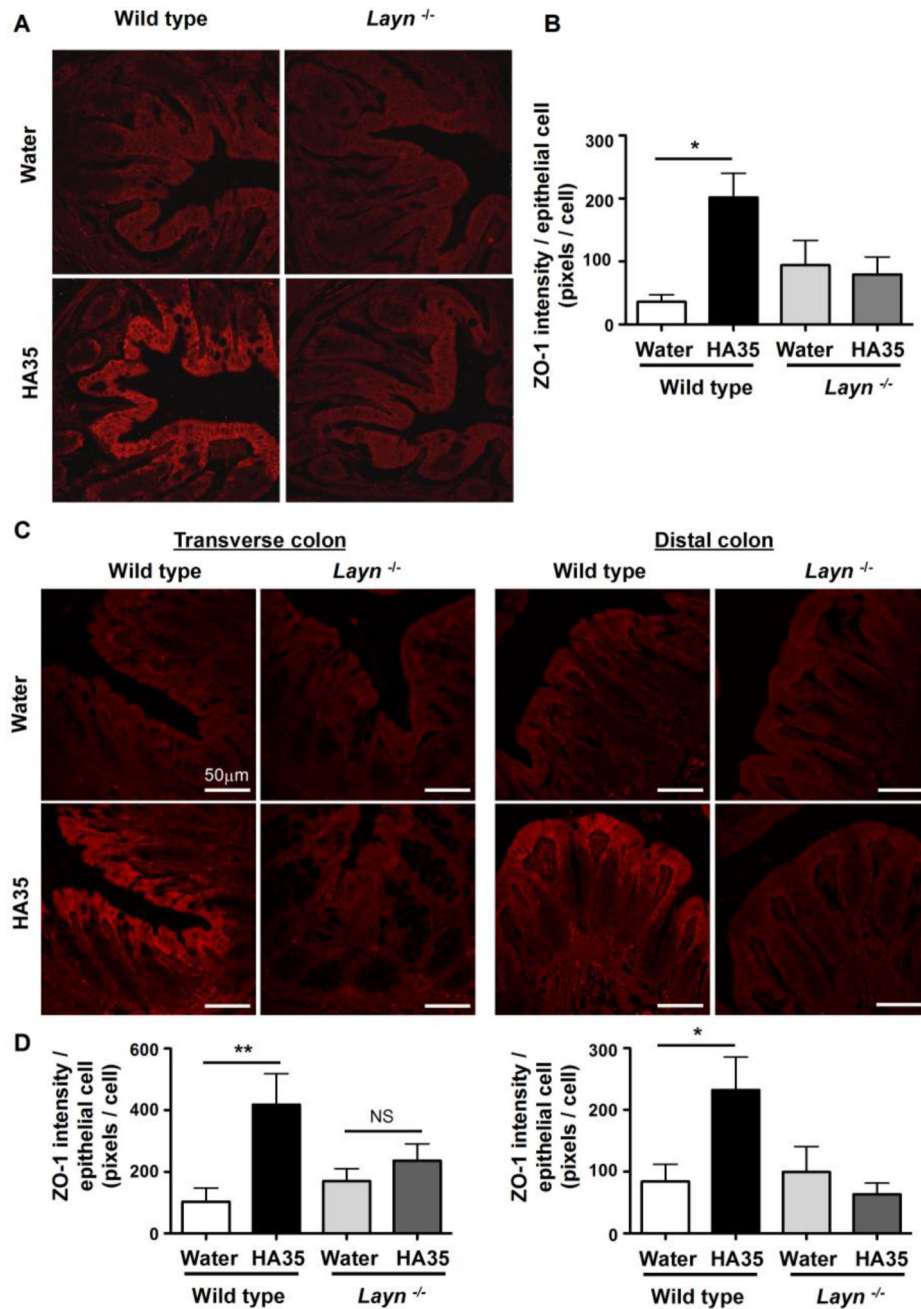 A
Wild type
Layn -/-
Water
HA35
B
ZO-1 intensity / epithelial cell
(pixels / cell)
300
200
100
0
*
Water HA35 Water HA35
Wild type Layn -/-
C
Transverse colon
Distal colon
Wild type
Layn -/-
Wild type
Layn -/-
Water
50μm
HA35
D
ZO-1 intensity /
epithelial cell
(pixels / cell)
600
400
200
0
**
NS
Water HA35 Water HA35
Wild type Layn -/-
ZO-1 intensity /
epithelial cell
(pixels / cell)
300
200
100
0
*
Water HA35 Water HA35
Wild type Layn -/-